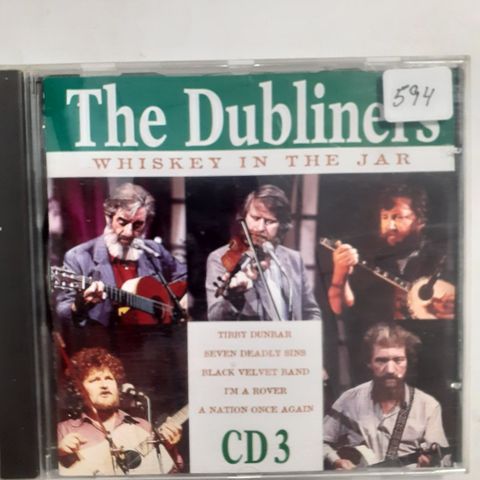 The Dubliners
594
WHISKEY IN THE JAR
TIBBY DUNBAR
SEVEN DEADLY SINS
BLACK VELVET BAND
I'M A ROVER
A NATION ONCE AGAIN
CD 3